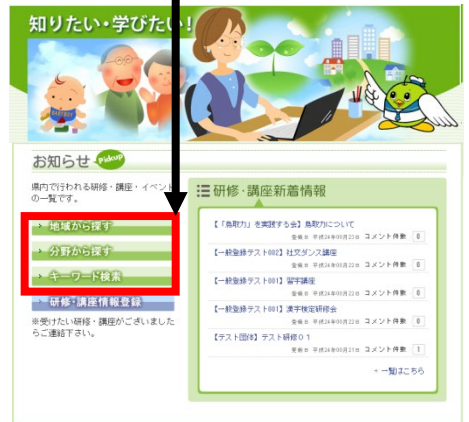 知りたい・学びたい!
お知らせ Pickup
県内で行われる研修・講座・イベント
の一覧です。
地域から探す
分野から探す
キーワード検索
研修・講座情報登録
※受けたい研修・講座がございました
らご連絡下さい。
研修・講座新着情報
【「鳥取力」を実践する会】鳥取力について
登録日 平成24年05月23日 コメント件数 0
【一般登録テスト002】社交ダンス講座
登録日 平成24年05月22日 コメント件数 0
【一般登録テスト001】習字講座
登録日 平成24年05月22日 コメント件数 0
【一般登録テスト001】漢字検定研修会
登録日 平成24年05月22日 コメント件数 0
【テスト団体】テスト研修01
更新日 平成24年05月21日 コメント件数 1
一覧はこちら